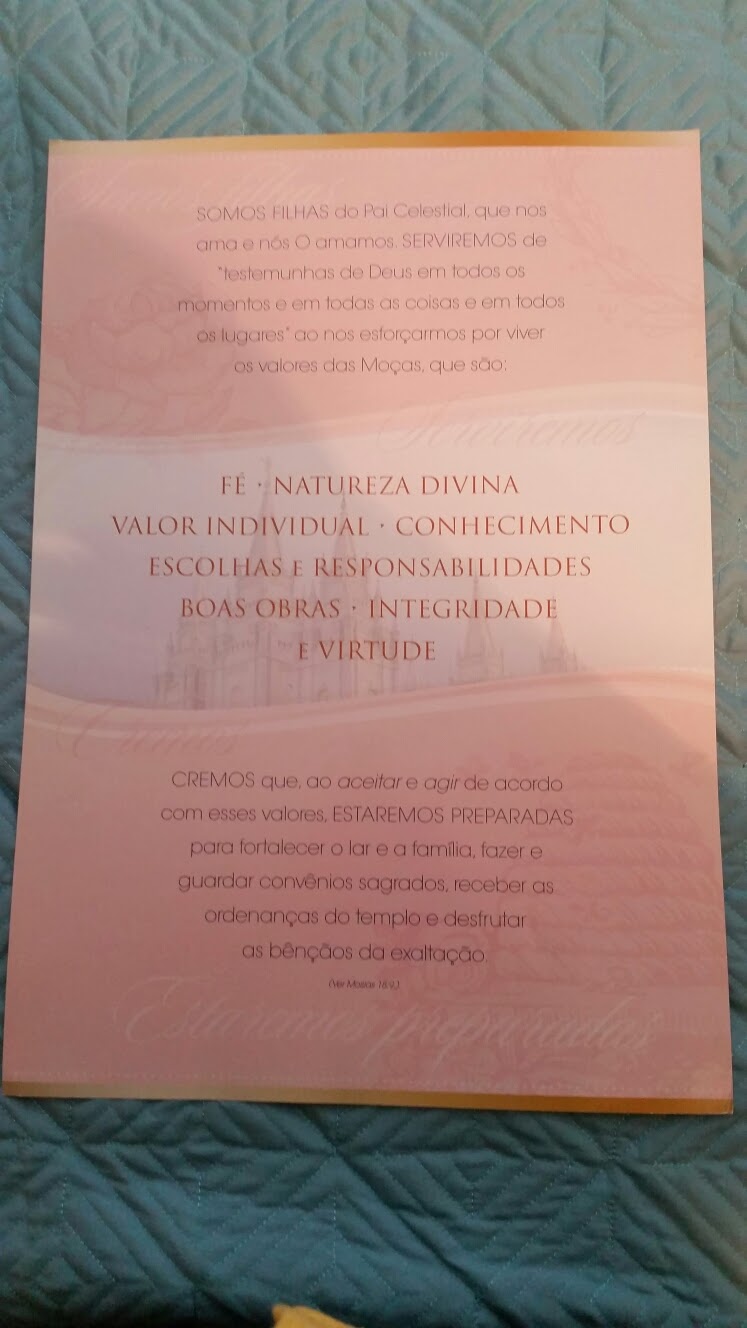 Somos filhas
SOMOS FILHAS do Pai Celestial, que nos
ama e nós O amamos. SERVIREMOS de
"testemunhas de Deus em todos os
momentos e em todas as coisas e em todos
os lugares" ao nos esforçarmos por viver
os valores das Moças, que são:
Serviremos
FÉ · NATUREZA DIVINA
VALOR INDIVIDUAL · CONHECIMENTO
ESCOLHAS E RESPONSABILIDADES
BOAS OBRAS · INTEGRIDADE
E VIRTUDE
Cremos
CREMOS que, ao aceitar e agir de acordo
com esses valores, ESTAREMOS PREPARADAS
para fortalecer o lar e a família, fazer e
guardar convênios sagrados, receber as
ordenanças do templo e desfrutar
as bênçãos da exaltação.
(Ver Mosias 18:9.)
Estaremos preparadas